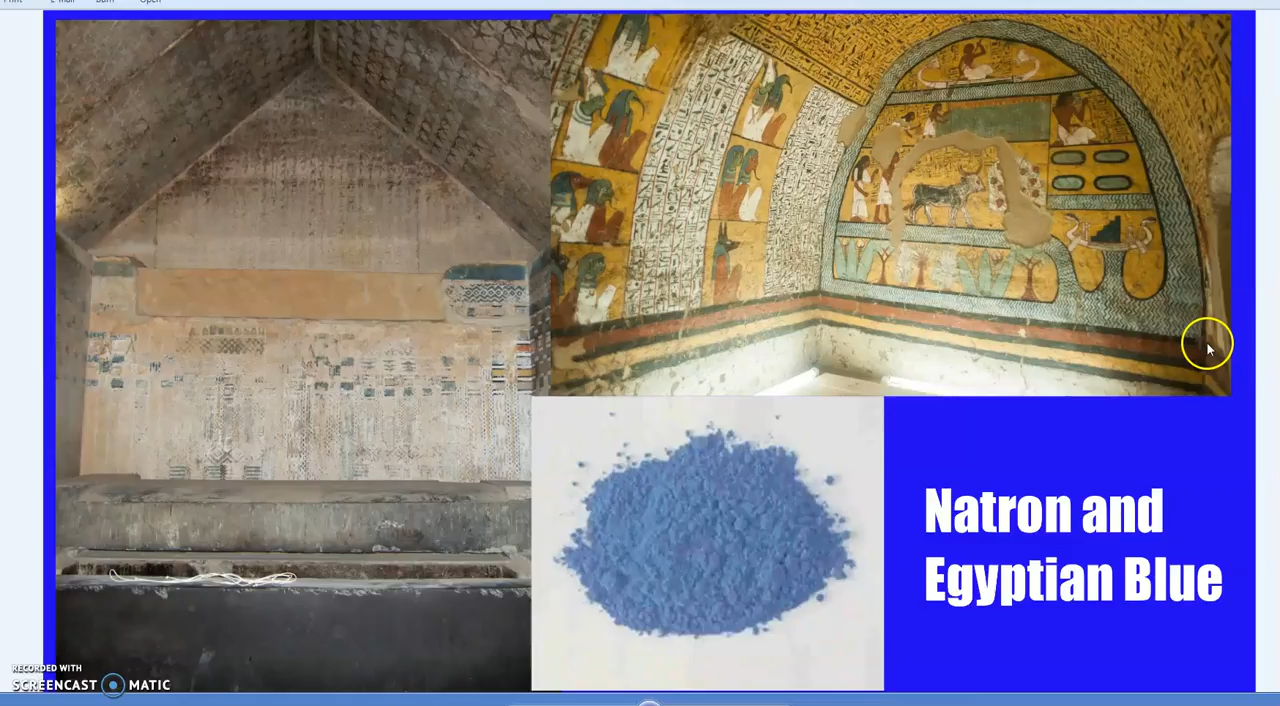 Natron and
Egyptian Blue
RECORDED WITH
SCREENCAST MATIC